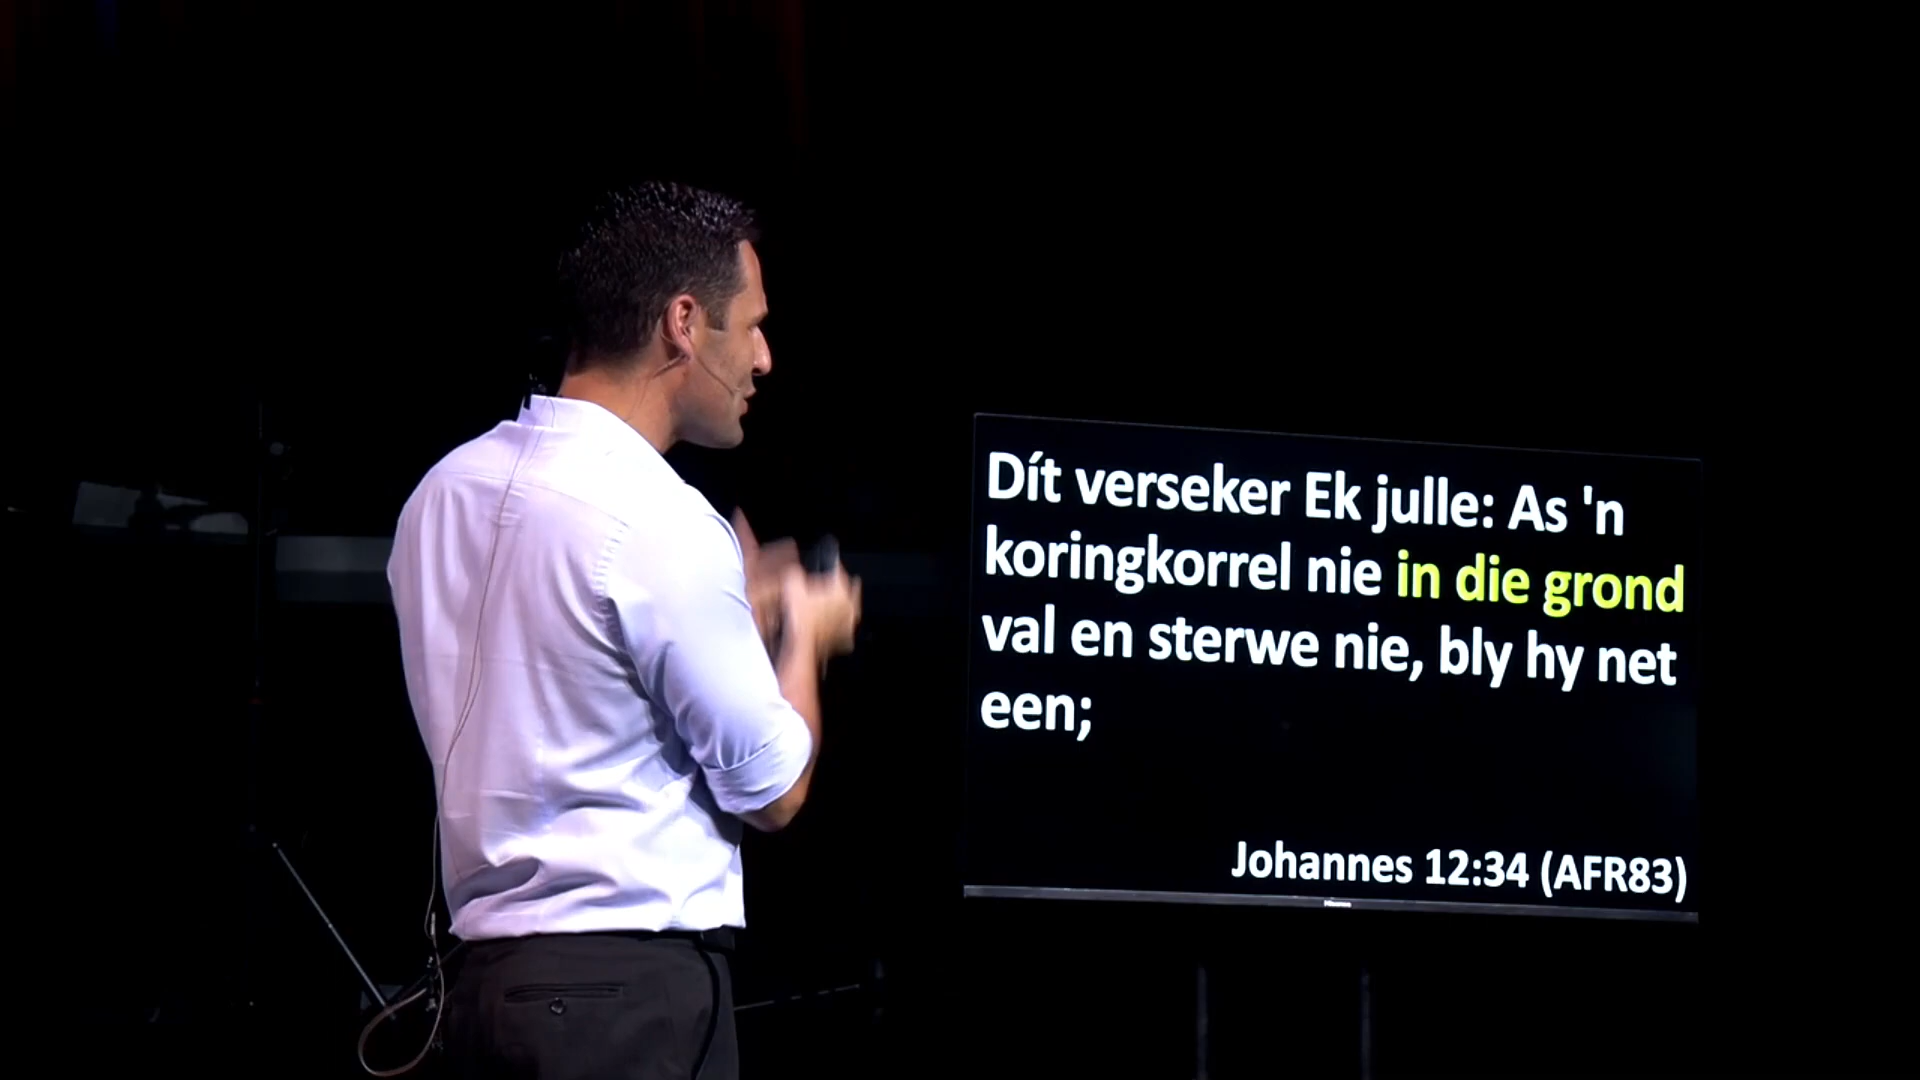 Dít verseker Ek julle: As 'n
koringkorrel nie in die grond
val en sterwe nie, bly hy net
een;
Johannes 12:34 (AFR83)
Hisense